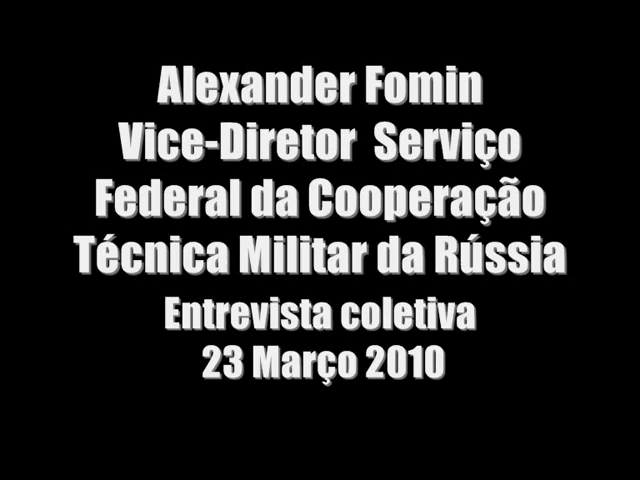 Alexander Fomin
Vice-Diretor Serviço
Federal da Cooperação
Técnica Militar da Rússia
Entrevista coletiva
23 Março 2010